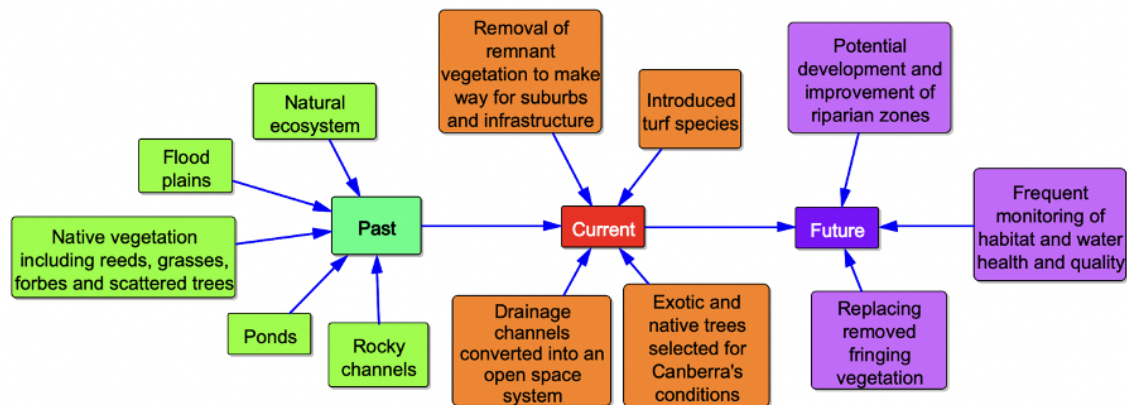 Natural
ecosystem
Flood
plains
Native vegetation
including reeds, grasses,
forbes and scattered trees
Ponds
Rocky
channels
Past
Removal of
remnant
vegetation to make
way for suburbs
and infrastructure
Introduced
turf species
Current
Drainage
channels
converted into an
open space
system
Exotic and
native trees
selected for
Canberra's
conditions
Potential
development and
improvement of
riparian zones
Future
Frequent
monitoring of
habitat and water
health and quality
Replacing
removed
fringing
vegetation